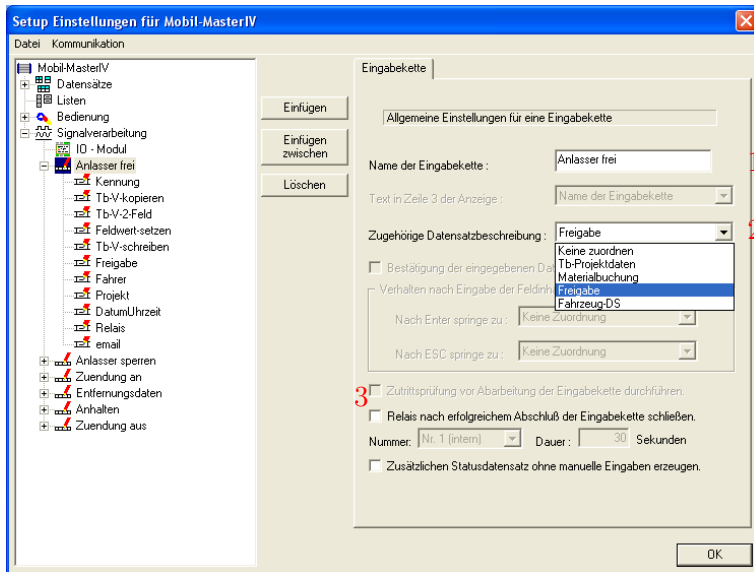 Setup Einstellungen für Mobil-MasterIV
Datei Kommunikation
Mobil-MasterIV
Datensätze
Listen
Bedienung
Signalverarbeitung
IO - Modul
Anlasser frei
Kennung
Tb-V-kopieren
Tb-V-2-Feld
Feldwert-setzen
Tb-V-schreiben
Freigabe
Fahrer
Projekt
DatumUhrzeit
Relais
email
Anlasser sperren
Zuendung an
Entfernungsdaten
Anhalten
Zuendung aus
Einfügen
Einfügen
zwischen
Löschen
Eingabekette
Allgemeine Einstellungen für eine Eingabekette
Name der Eingabekette : Anlasser frei 1
Text in Zeile 3 der Anzeige : Name der Eingabekette
Zugehörige Datensatzbeschreibung : Freigabe 2
Keine zuordnen
Tb-Projektdaten
Materialbuchung
Freigabe
Fahrzeug-DS
Bestätigung der eingegebenen Dat
Verhalten nach Eingabe der Feldinh
Nach Enter springe zu : Keine Zuordnung
Nach ESC springe zu : Keine Zuordnung
3 Zutrittsprüfung vor Abarbeitung der Eingabekette durchführen.
Relais nach erfolgreichem Abschluß der Eingabekette schließen.
Nummer: Nr. 1 (intern) Dauer : 30 Sekunden
Zusätzlichen Statusdatensatz ohne manuelle Eingaben erzeugen.
OK